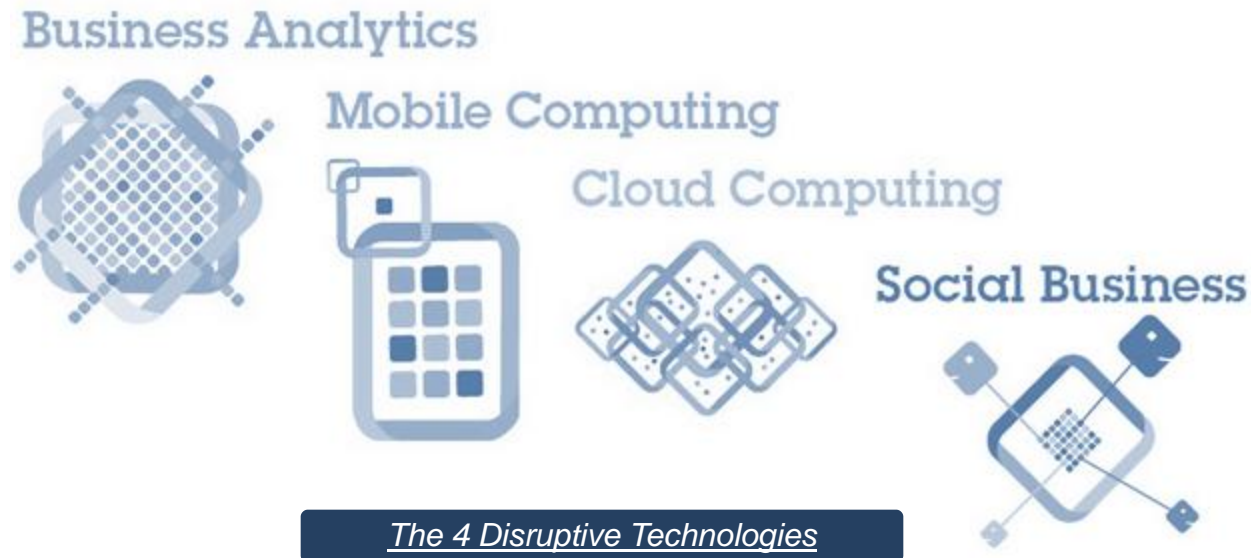 Business Analytics
Mobile Computing
Cloud Computing
Social Business
The 4 Disruptive Technologies